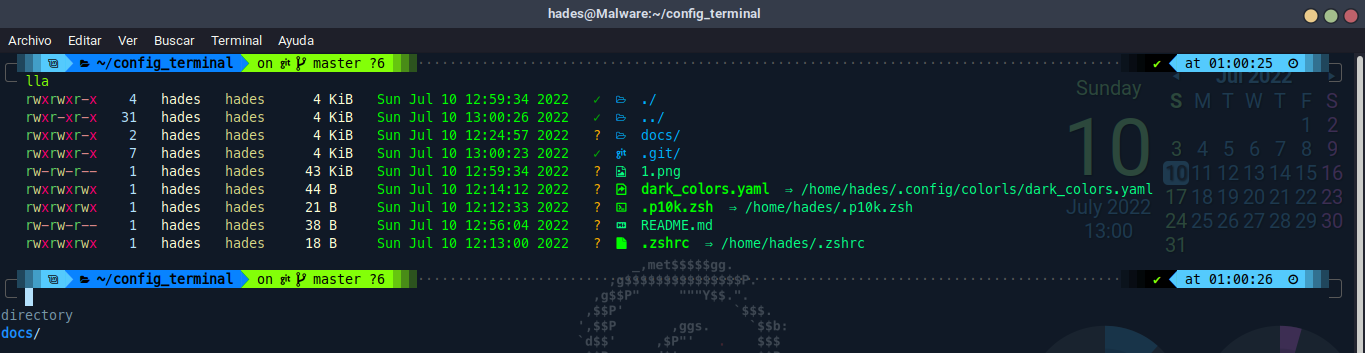 hades@Malware:~/config_terminal
Archivo Editar Ver Buscar Terminal Ayuda
~/config_terminal on git master ?6 ✔ at 01:00:25
lla
rwxrwxr-x 4 hades hades 4 KiB Sun Jul 10 12:59:34 2022 ✓ ./
rwxr-xr-x 31 hades hades 4 KiB Sun Jul 10 13:00:26 2022 ✓ ../
rwxrwxr-x 2 hades hades 4 KiB Sun Jul 10 12:24:57 2022 ? docs/
rwxrwxr-x 7 hades hades 4 KiB Sun Jul 10 13:00:23 2022 ✓ git .git/
rw-rw-r-- 1 hades hades 43 KiB Sun Jul 10 12:59:34 2022 ? 1.png
rwxrwxrwx 1 hades hades 44 B Sun Jul 10 12:14:12 2022 ? dark_colors.yaml ⇒ /home/hades/.config/colorls/dark_colors.yaml
rwxrwxrwx 1 hades hades 21 B Sun Jul 10 12:12:33 2022 ? .p10k.zsh ⇒ /home/hades/.p10k.zsh
rw-rw-r-- 1 hades hades 38 B Sun Jul 10 12:56:04 2022 ? README.md
rwxrwxrwx 1 hades hades 18 B Sun Jul 10 12:13:00 2022 ? .zshrc ⇒ /home/hades/.zshrc
~/config_terminal on git master ?6 ✔ at 01:00:26
directory
docs/
Sunday
10
July 2022
13:00
Jul 2022
S M T W T F S
1 2
3 4 5 6 7 8 9
10 11 12 13 14 15 16
17 18 19 20 21 22 23
24 25 26 27 28 29 30
31
_,met$$$$$gg.
,g$$$$$$$$$$$$$$$P.
,g$$P" """Y$$.".
,$$P' `$$$.
',$$P ,ggs. `$$b:
`d$$' ,$P"' . $$$